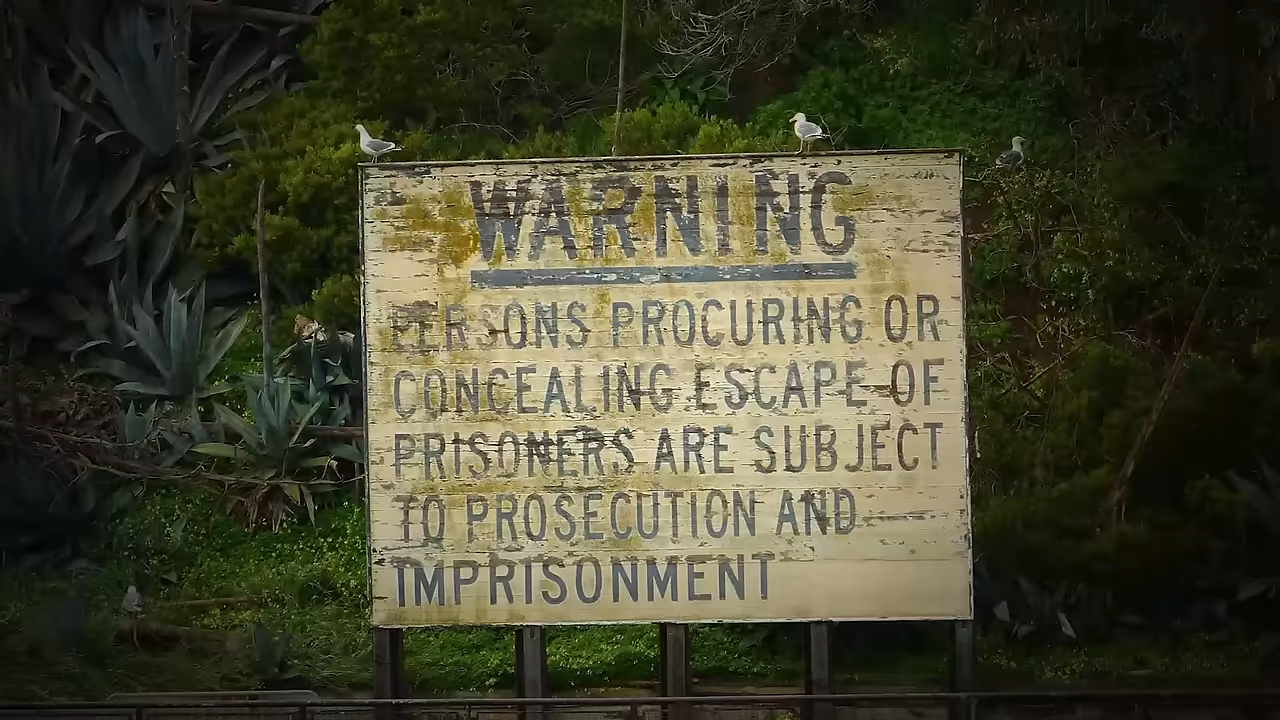 WARNING
PERSONS PROCURING OR
CONCEALING ESCAPE OF
PRISONERS ARE SUBJECT
TO PROSECUTION AND
IMPRISONMENT